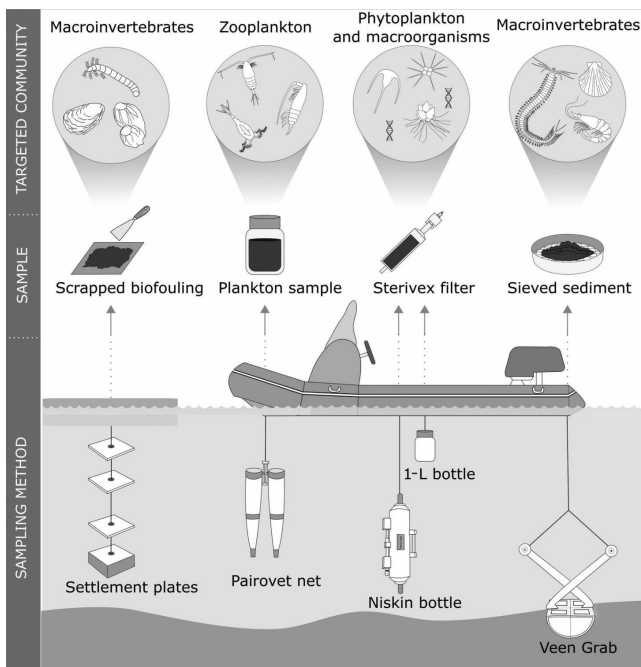 TARGETED COMMUNITY
Macroinvertebrates
Zooplankton
Phytoplankton
and macroorganisms
Macroinvertebrates
SAMPLE
Scrapped biofouling
Plankton sample
Sterivex filter
Sieved sediment
SAMPLING METHOD
1-L bottle
Settlement plates
Pairovet net
Niskin bottle
Veen Grab